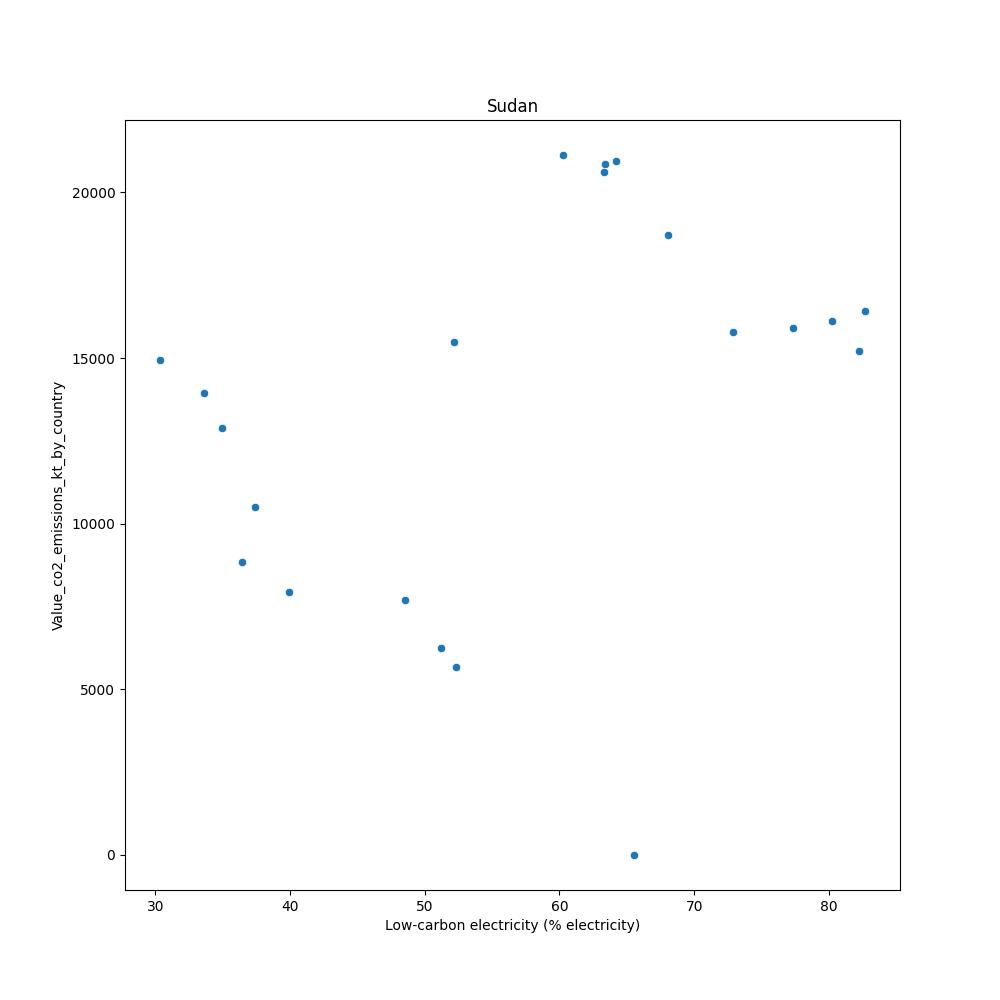 Sudan
20000
15000
10000
5000
0
Value_co2_emissions_kt_by_country
30 40 50 60 70 80
Low-carbon electricity (% electricity)